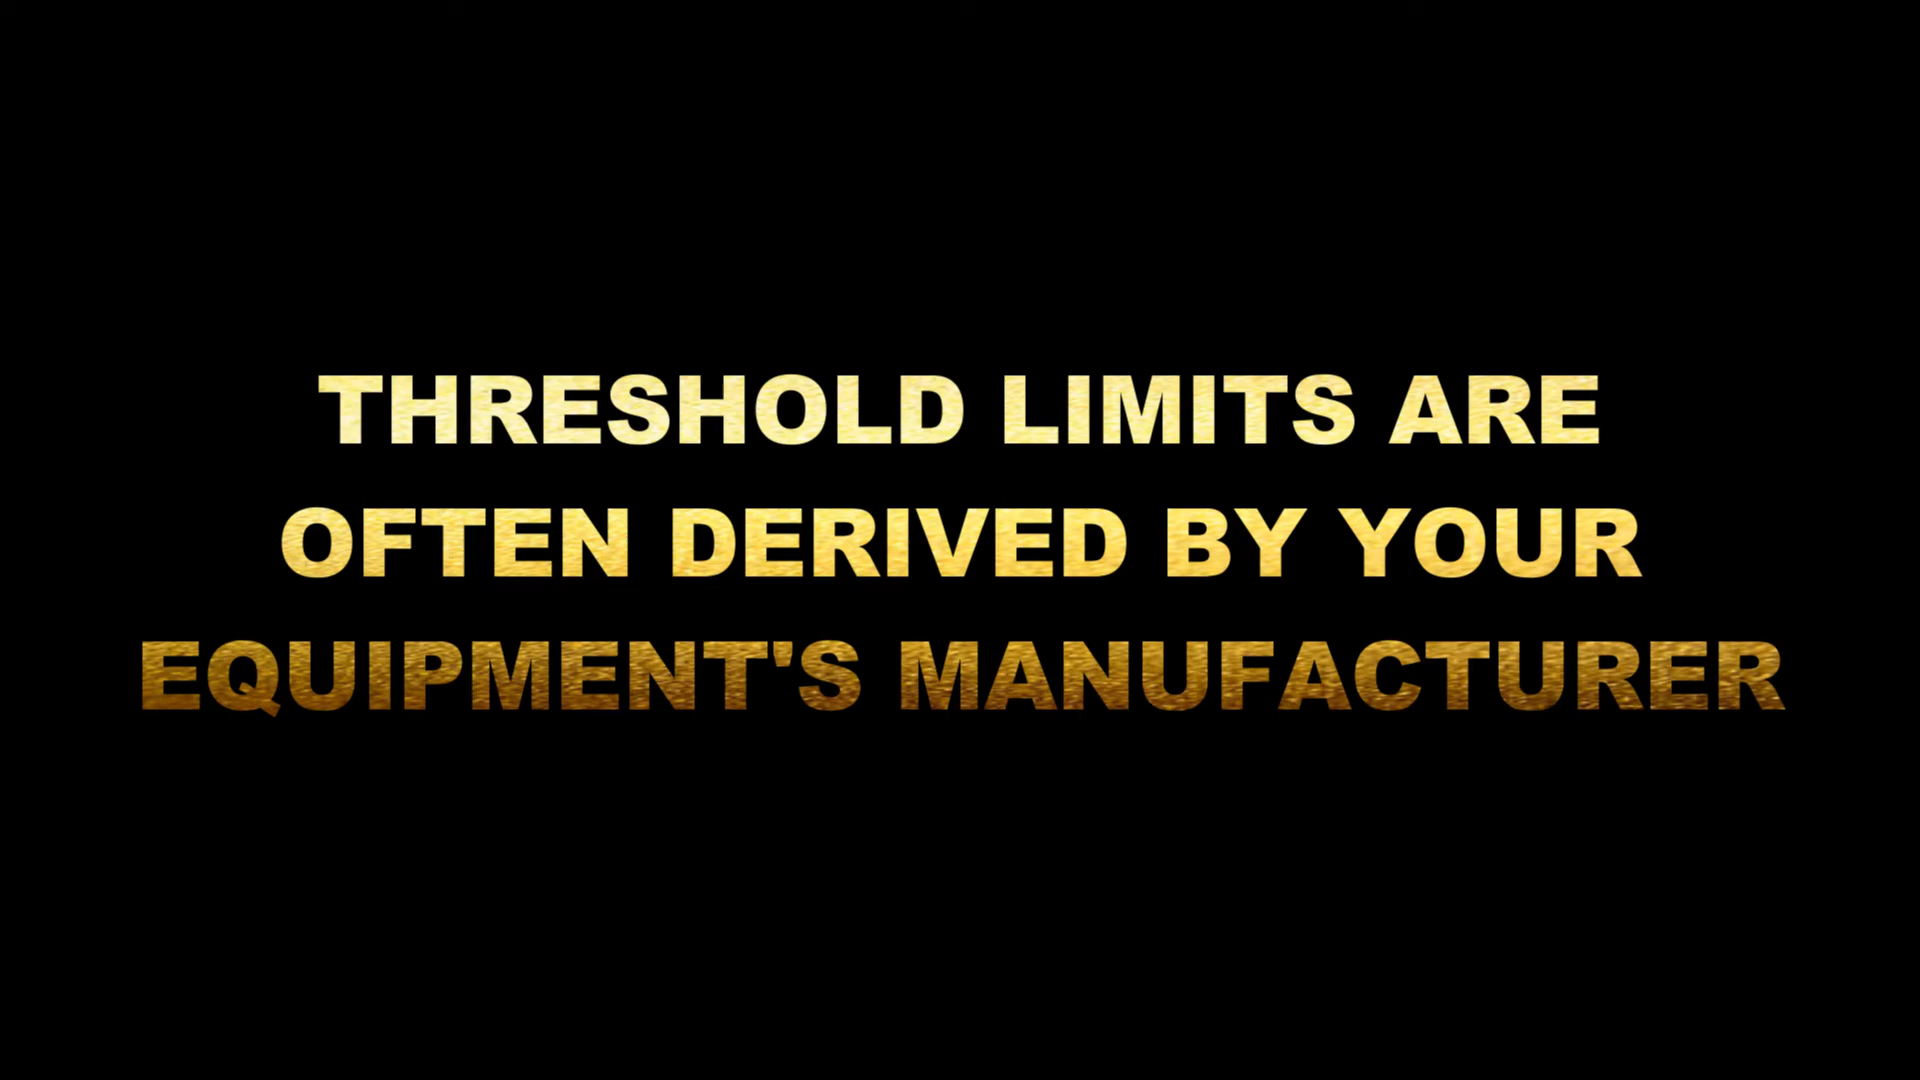 THRESHOLD LIMITS ARE
OFTEN DERIVED BY YOUR
EQUIPMENT'S MANUFACTURER